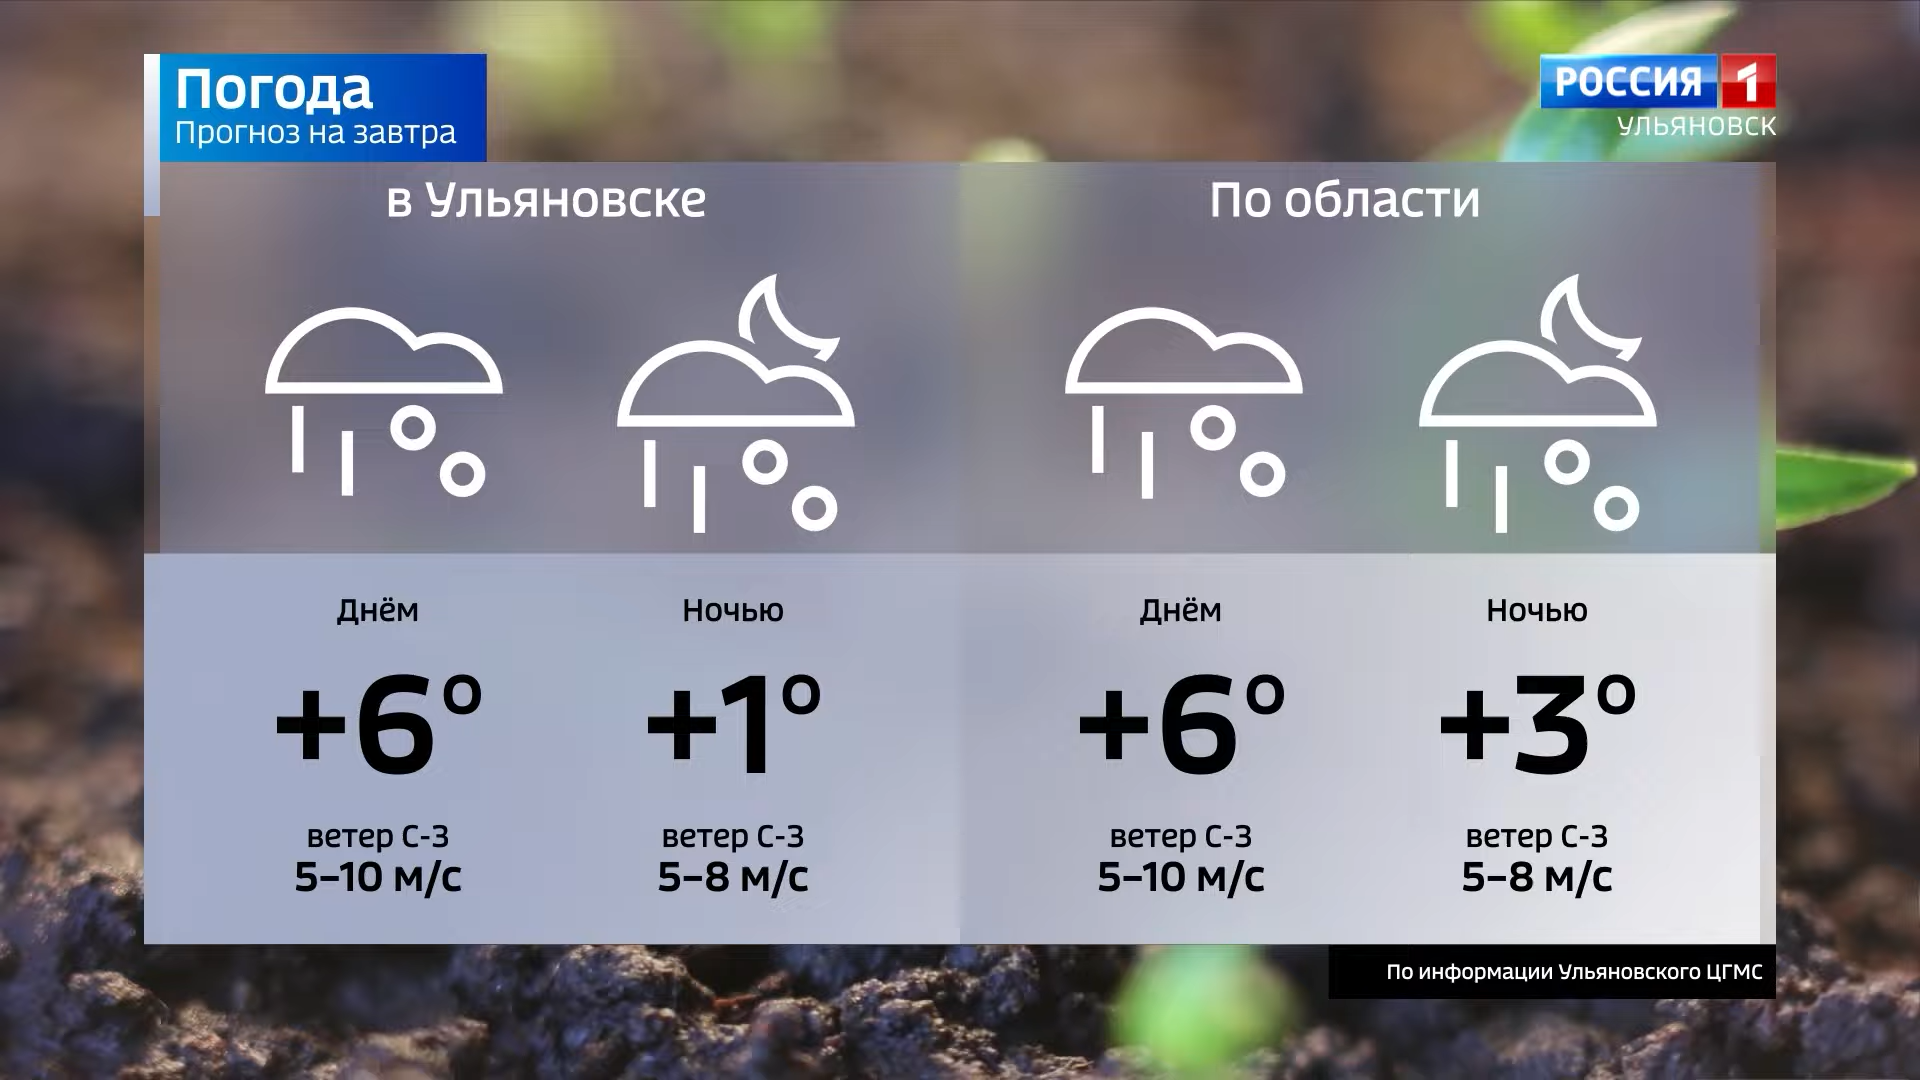 Погода
Прогноз на завтра
РОССИЯ 1
УЛЬЯНОВСК
в Ульяновске
По области
Днём
Ночью
Днём
Ночью
+6°
+1°
+6°
+3°
ветер С-З
ветер С-З
ветер С-З
ветер С-З
5–10 м/с
5–8 м/с
5–10 м/с
5–8 м/с
По информации Ульяновского ЦГМС